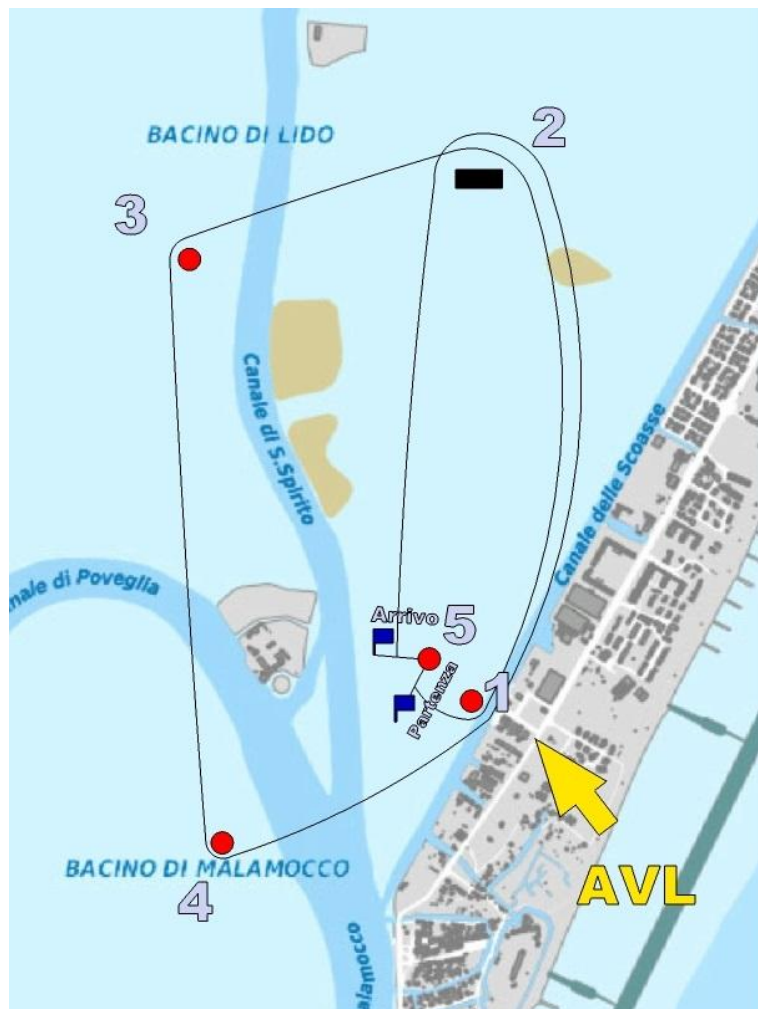 2
BACINO DI LIDO
3
Canale di S.Spirito
Canale delle Scoasse
nale di Poveglia
Arrivo
5
Partenza
1
AVL
BACINO DI MALAMOCCO
4
alamocco